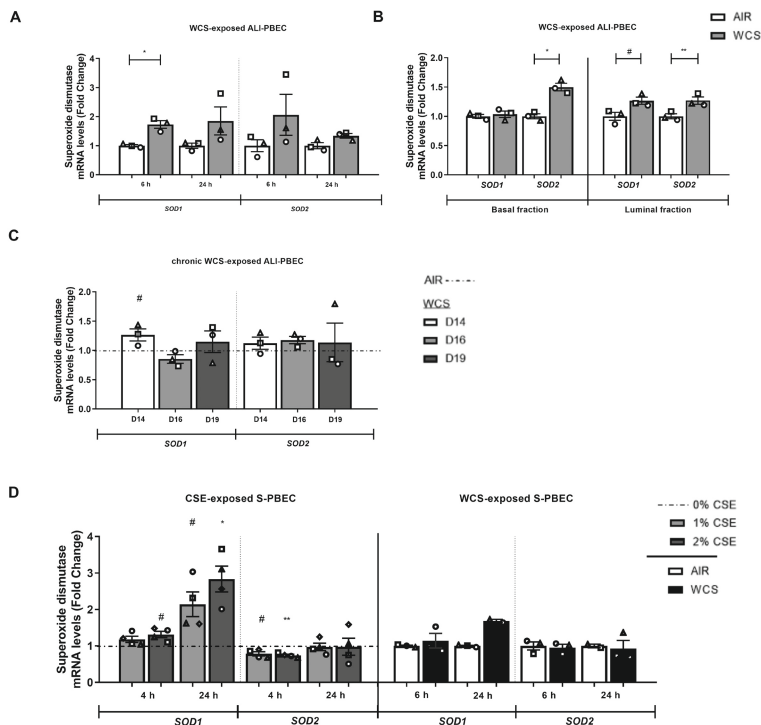 A
WCS-exposed ALI-PBEC
Superoxide dismutase
mRNA levels (Fold Change)
4
3
2
1
0
*
6 h
24 h
6 h
24 h
SOD1
SOD2
B
WCS-exposed ALI-PBEC
AIR
WCS
Superoxide dismutase
mRNA levels (Fold Change)
2.0
1.5
1.0
0.5
0.0
*
#
**
SOD1
SOD2
SOD1
SOD2
Basal fraction
Luminal fraction
C
chronic WCS-exposed ALI-PBEC
Superoxide dismutase
mRNA levels (Fold Change)
2.0
1.5
1.0
0.5
0.0
#
D14
D16
D19
D14
D16
D19
SOD1
SOD2
AIR
WCS
D14
D16
D19
D
CSE-exposed S-PBEC
WCS-exposed S-PBEC
Superoxide dismutase
mRNA levels (Fold Change)
4
3
2
1
0
#
#
*
#
**
4 h
24 h
4 h
24 h
6 h
24 h
6 h
24 h
SOD1
SOD2
SOD1
SOD2
0% CSE
1% CSE
2% CSE
AIR
WCS